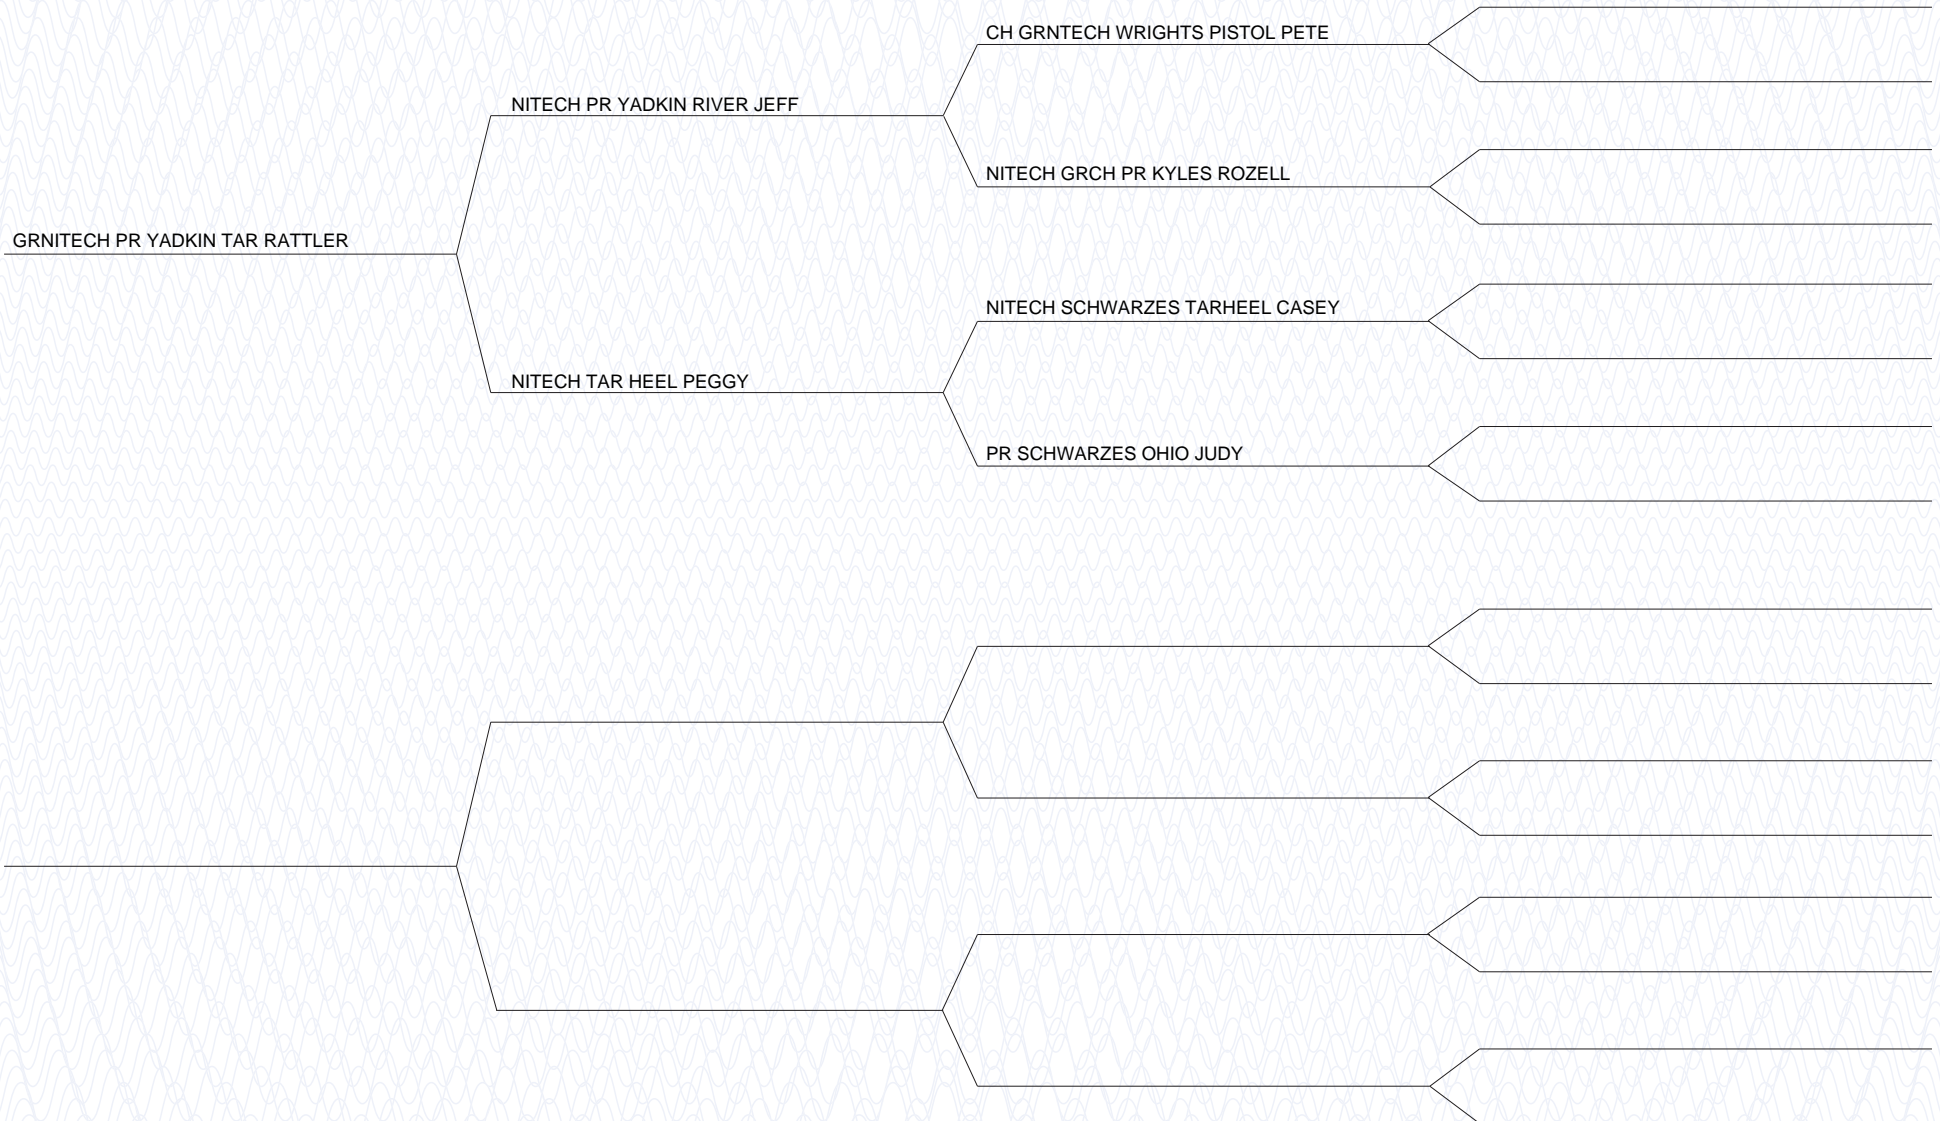 CH GRNTECH WRIGHTS PISTOL PETE
NITECH PR YADKIN RIVER JEFF
NITECH GRCH PR KYLES ROZELL
GRNITECH PR YADKIN TAR RATTLER
NITECH SCHWARZES TARHEEL CASEY
NITECH TAR HEEL PEGGY
PR SCHWARZES OHIO JUDY